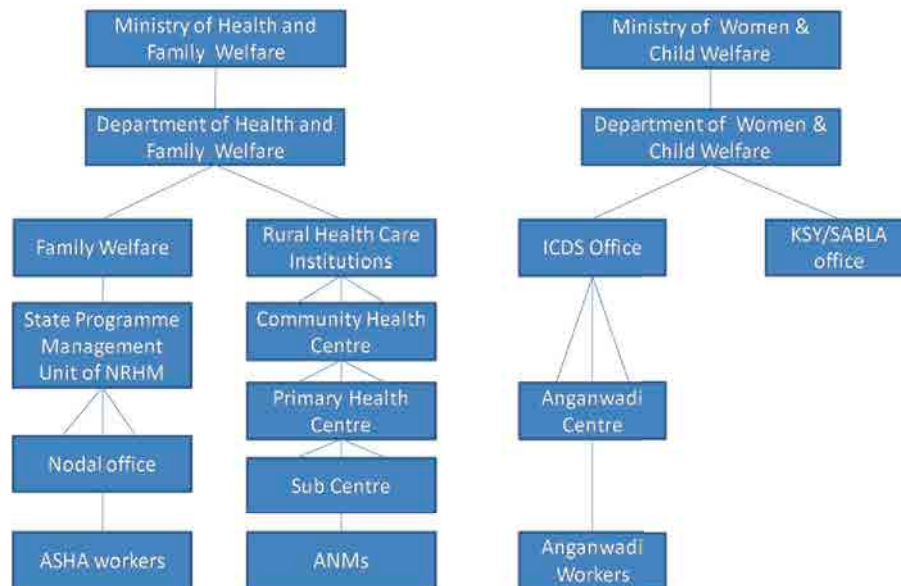 Ministry of Health and
Family Welfare
Department of Health and
Family Welfare
Family Welfare
State Programme
Management
Unit of NRHM
Nodal office
ASHA workers
Rural Health Care
Institutions
Community Health
Centre
Primary Health
Centre
Sub Centre
ANMs
Ministry of Women &
Child Welfare
Department of Women &
Child Welfare
ICDS Office
Anganwadi
Centre
Anganwadi
Workers
KSY/SABLA
office